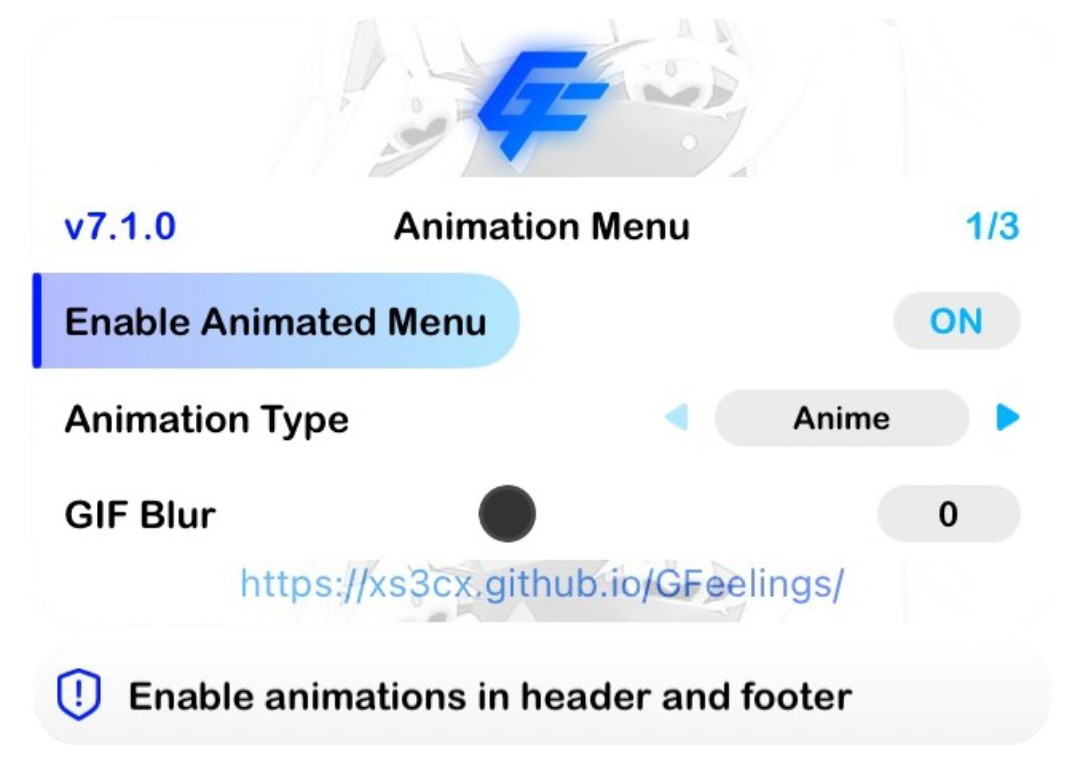 GF
v7.1.0 Animation Menu 1/3
Enable Animated Menu ON
Animation Type Anime
GIF Blur 0
https://xs3cx.github.io/GFeelings/
Enable animations in header and footer